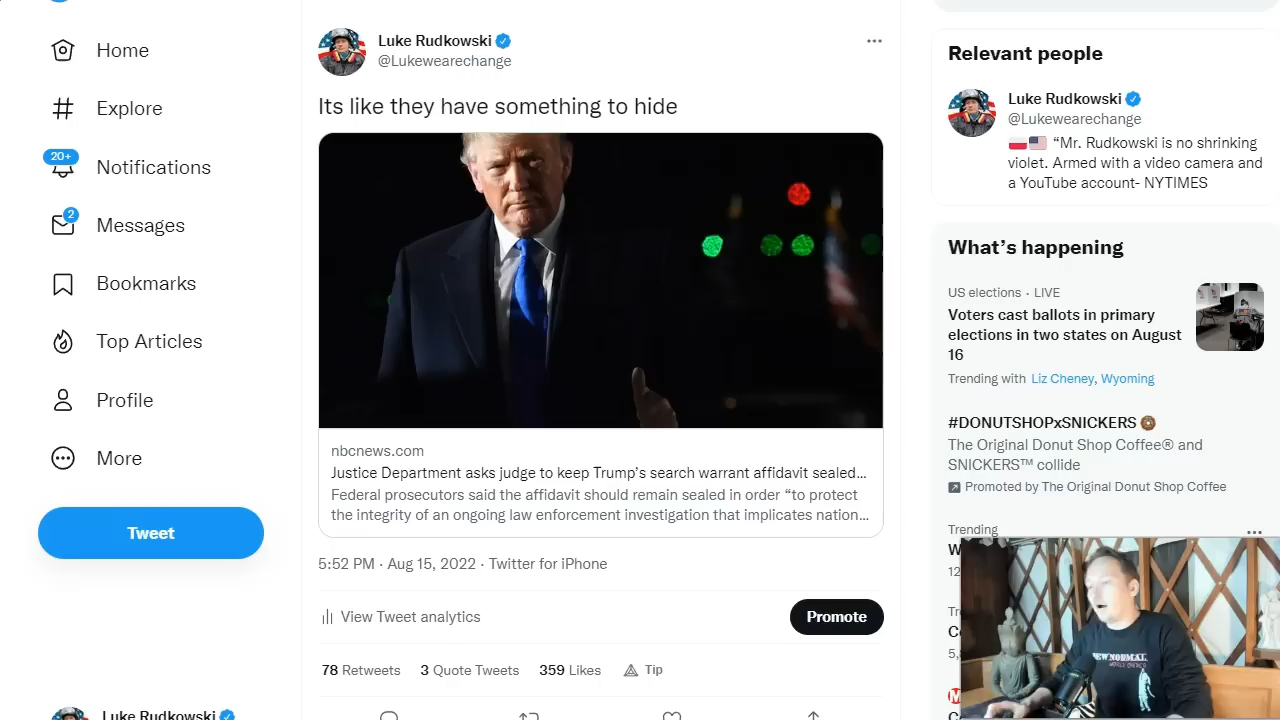 Home
Explore
20+
Notifications
2
Messages
Bookmarks
Top Articles
Profile
More
Tweet
Luke Rudkowski
Luke Rudkowski
@Lukewearechange
Its like they have something to hide
nbcnews.com
Justice Department asks judge to keep Trump's search warrant affidavit sealed...
Federal prosecutors said the affidavit should remain sealed in order “to protect
the integrity of an ongoing law enforcement investigation that implicates nation...
5:52 PM · Aug 15, 2022 · Twitter for iPhone
View Tweet analytics
Promote
78 Retweets 3 Quote Tweets 359 Likes Tip
Relevant people
Luke Rudkowski
@Lukewearechange
“Mr. Rudkowski is no shrinking
violet. Armed with a video camera and
a YouTube account- NYTIMES
What’s happening
US elections · LIVE
Voters cast ballots in primary
elections in two states on August
16
Trending with Liz Cheney, Wyoming
#DONUTSHOPxSNICKERS
The Original Donut Shop Coffee® and
SNICKERS™ collide
Promoted by The Original Donut Shop Coffee
Trending
NEW NORMAL